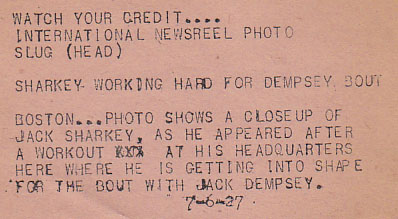 WATCH YOUR CREDIT....
INTERNATIONAL NEWSREEL PHOTO
SLUG (HEAD)
SHARKEY WORKING HARD FOR DEMPSEY BOUT
BOSTON...PHOTO SHOWS A CLOSEUP OF
JACK SHARKEY, AS HE APPEARED AFTER
A WORKOUT XXX AT HIS HEADQUARTERS
HERE WHERE HE IS GETTING INTO SHAPE
FOR THE BOUT WITH JACK DEMPSEY.
7-6-27.